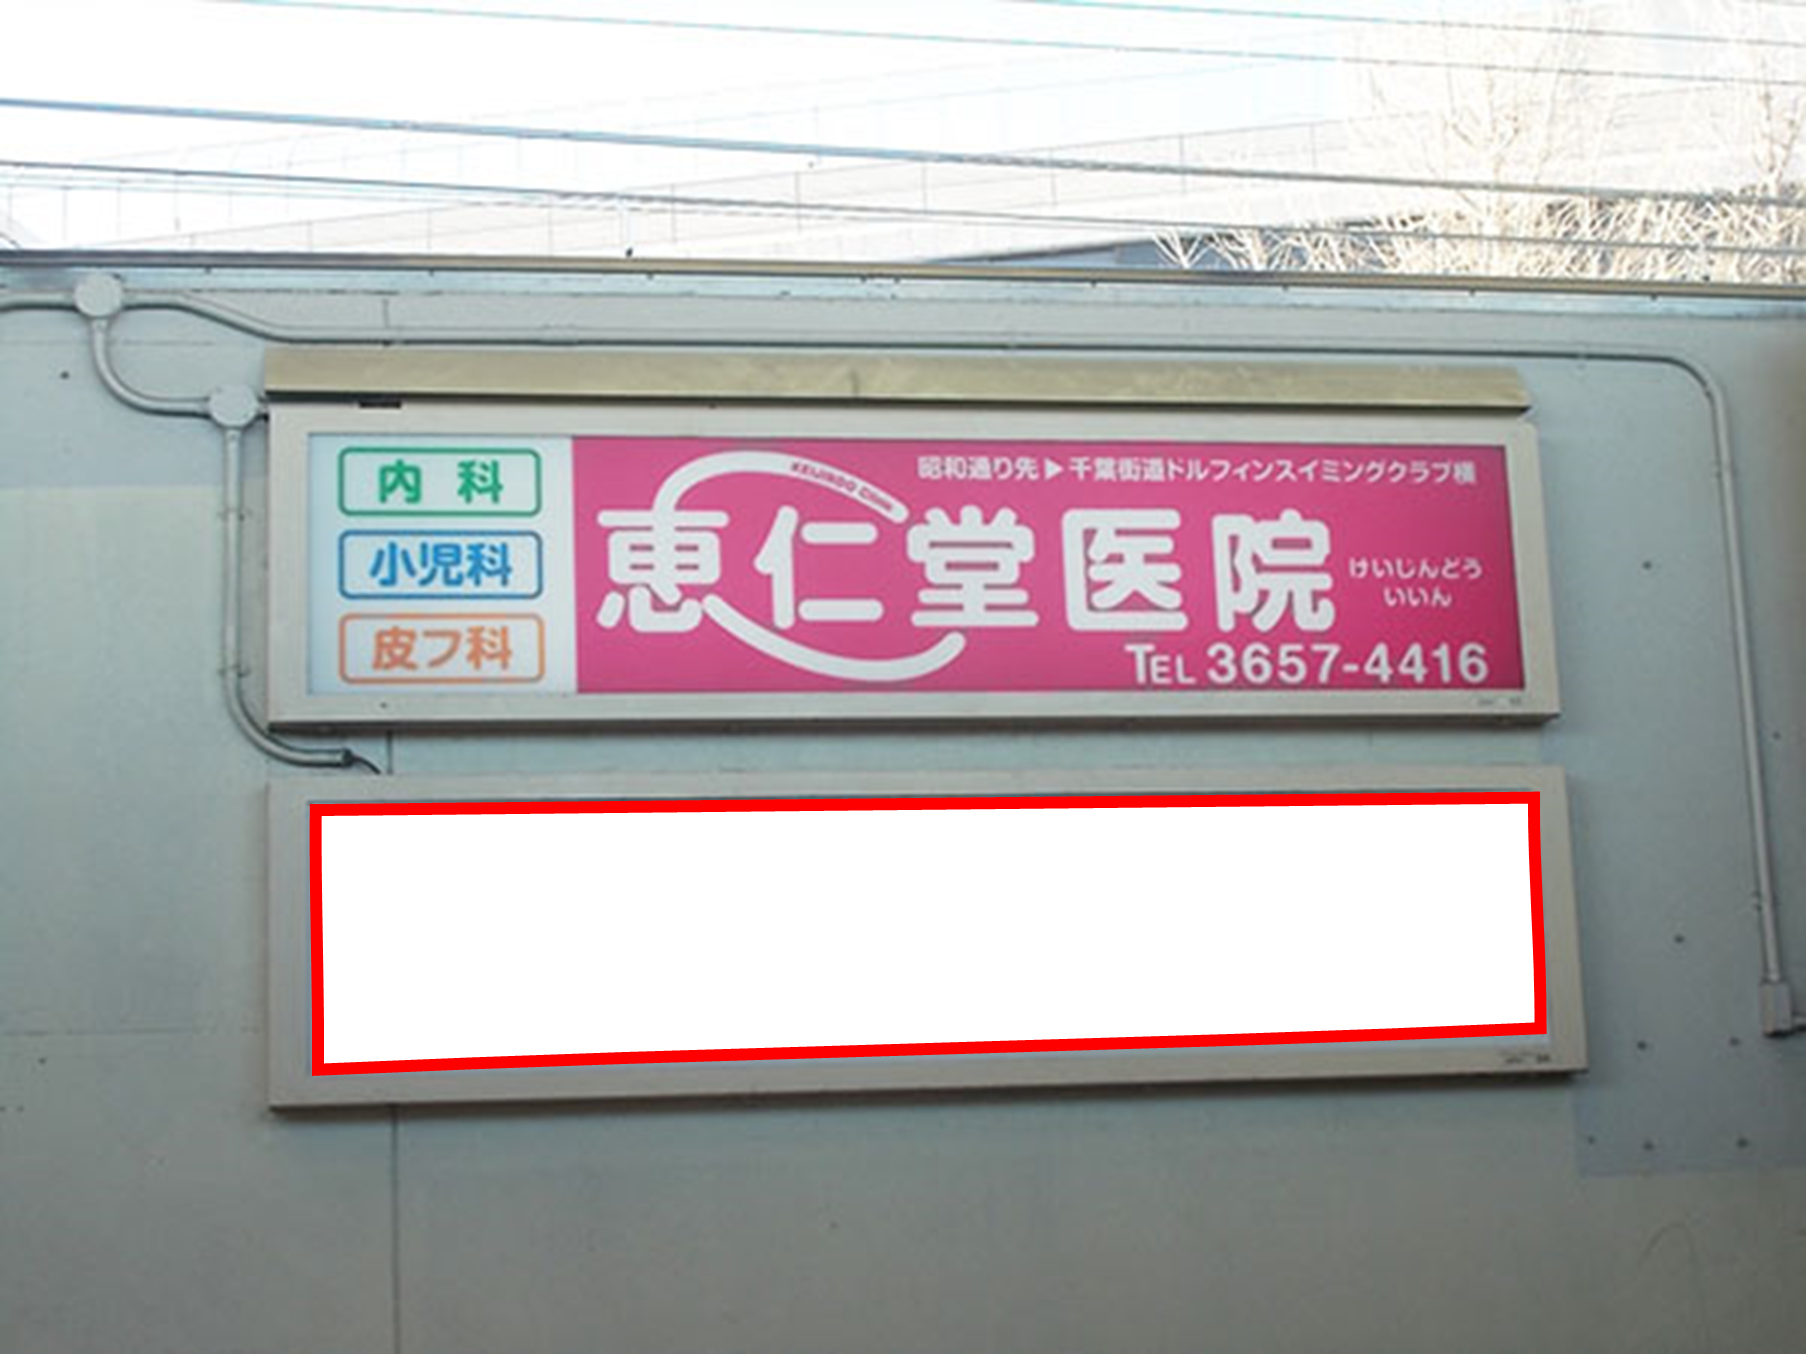 内科
小児科
皮フ科
昭和通り先▶千葉街道ドルフィンスイミングクラブ横
KEIJINDO CLINIC
恵仁堂医院
けいじんどう
いいん
TEL 3657-4416